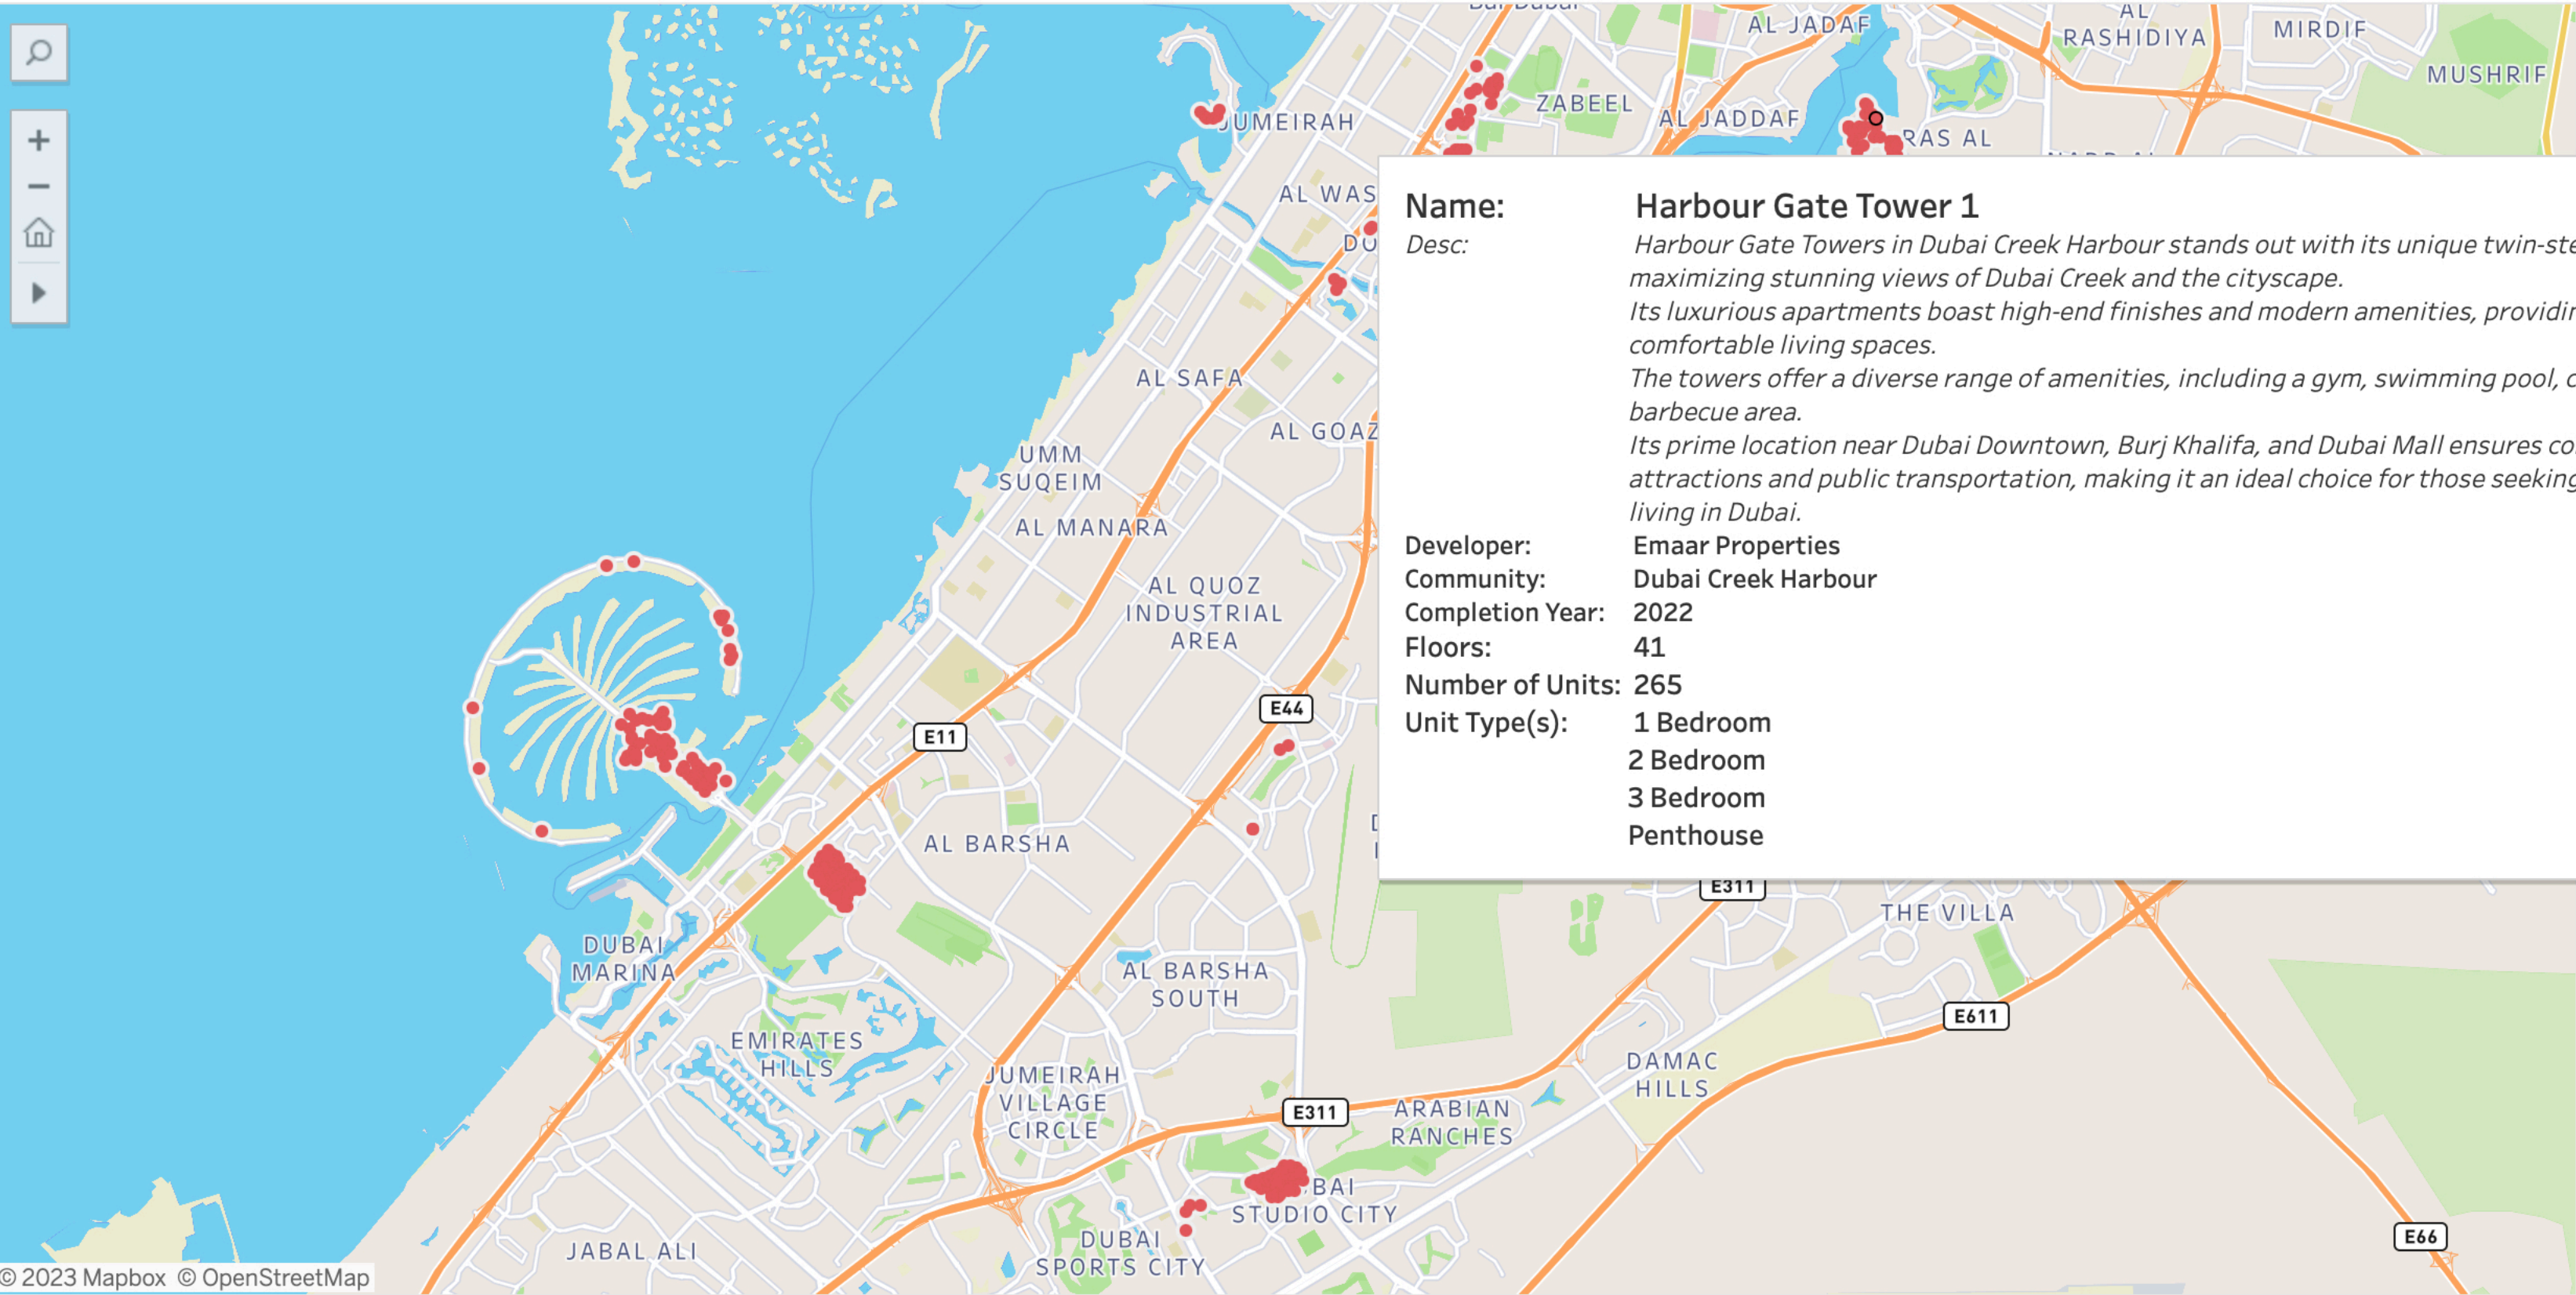 AL JADAF
AL
RASHIDIYA
MIRDIF
MUSHRIF
ZABEEL
AL JADDAF
JUMEIRAH
RAS AL
AL WAS
DO
Name: Harbour Gate Tower 1
Desc: Harbour Gate Towers in Dubai Creek Harbour stands out with its unique twin-ste
maximizing stunning views of Dubai Creek and the cityscape.
Its luxurious apartments boast high-end finishes and modern amenities, providin
comfortable living spaces.
The towers offer a diverse range of amenities, including a gym, swimming pool, c
barbecue area.
Its prime location near Dubai Downtown, Burj Khalifa, and Dubai Mall ensures co
attractions and public transportation, making it an ideal choice for those seeking
living in Dubai.
Developer: Emaar Properties
Community: Dubai Creek Harbour
Completion Year: 2022
Floors: 41
Number of Units: 265
Unit Type(s): 1 Bedroom
2 Bedroom
3 Bedroom
Penthouse
AL SAFA
AL GOAZ
UMM
SUQEIM
AL MANARA
AL QUOZ
INDUSTRIAL
AREA
E44
E11
AL BARSHA
E311
THE VILLA
DUBAI
MARINA
AL BARSHA
SOUTH
E611
EMIRATES
HILLS
DAMAC
HILLS
JUMEIRAH
VILLAGE
CIRCLE
E311
ARABIAN
RANCHES
BAI
STUDIO CITY
DUBAI
SPORTS CITY
JABAL ALI
E66
© 2023 Mapbox © OpenStreetMap